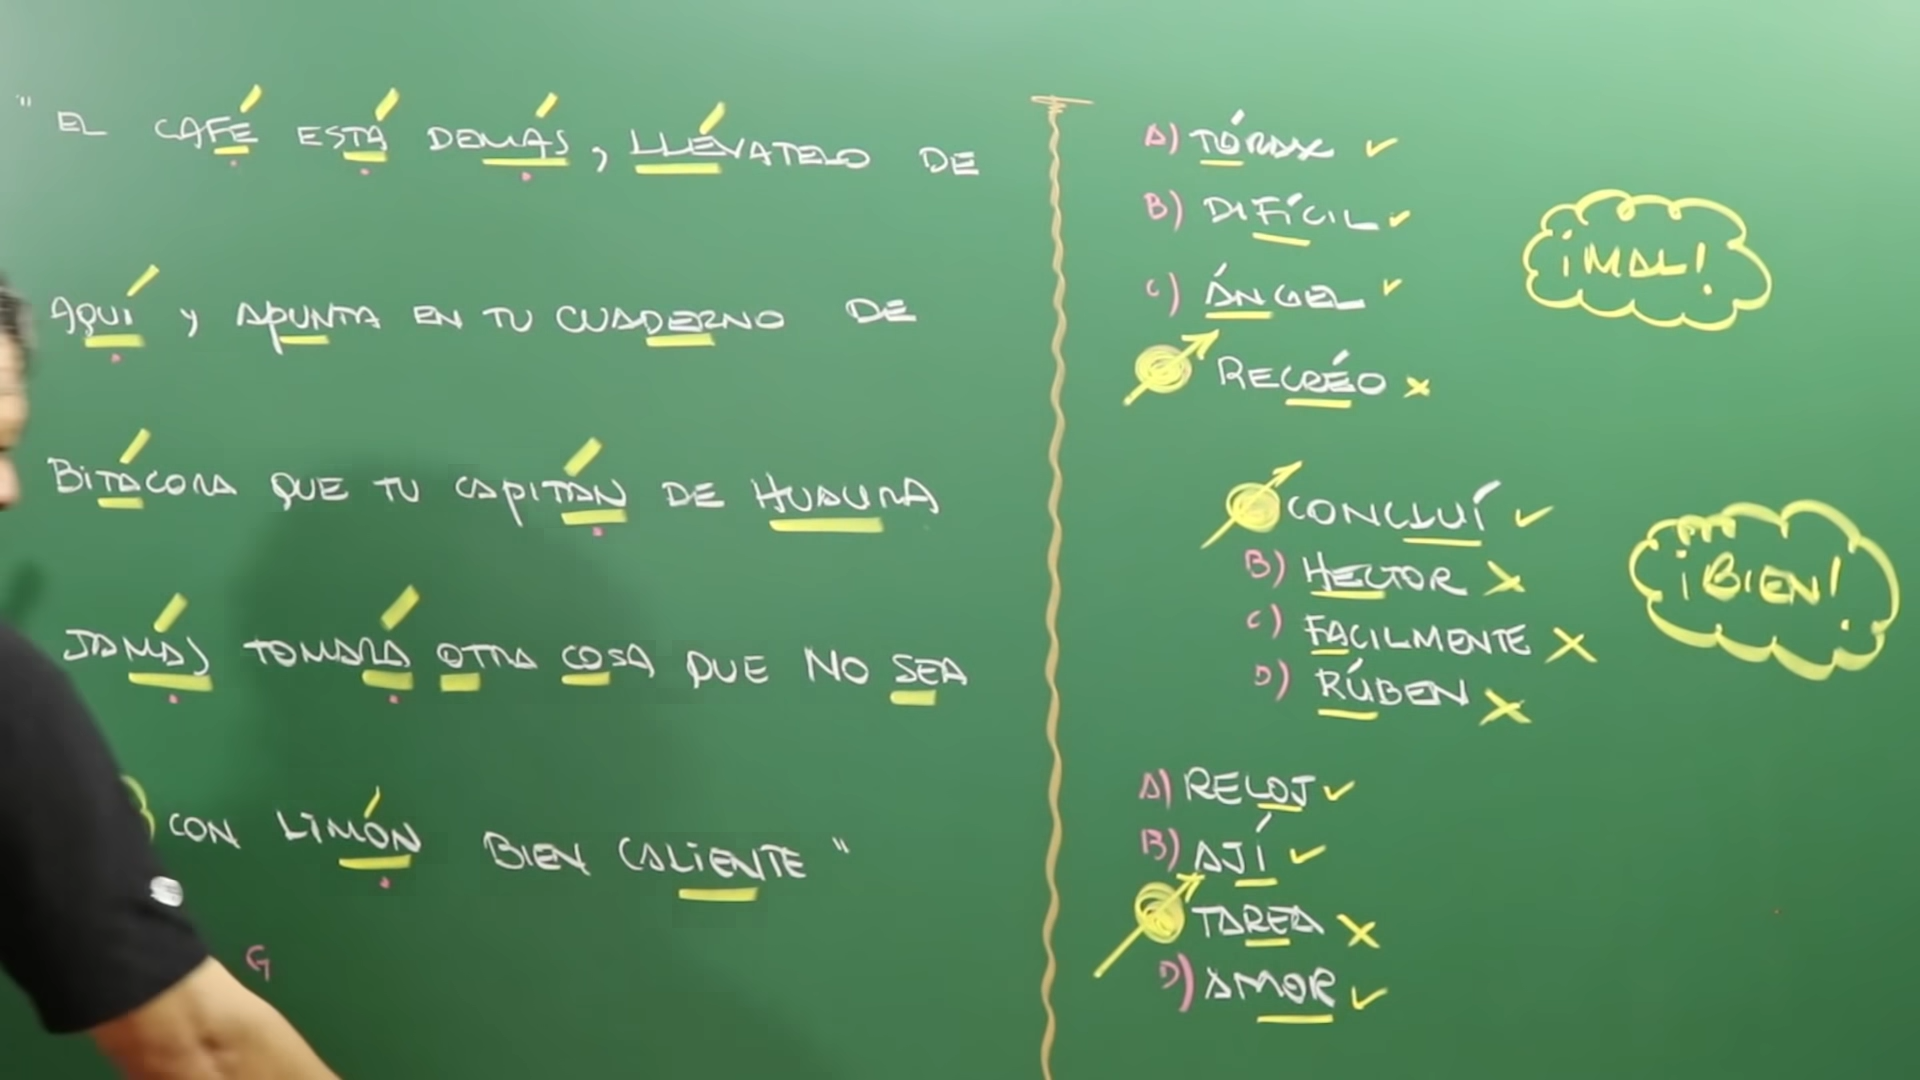 "EL CAFÉ ESTÁ DEMÁS, LLÉVATELO DE
AQUÍ Y APUNTA EN TU CUADERNO DE
BITÁCORA QUE TU CAPITÁN DE HUAURA
JAMÁS TOMARÁ OTRA COSA QUE NO SEA
CON LIMÓN BIEN CALIENTE"
G
A) TÓRAX ✓
B) DIFÍCIL ✓
C) ÁNGEL ✓
RECRÉO x
¡MAL!
CONCLUÍ ✓
B) HECTOR X
C) FACILMENTE X
D) RÚBEN X
¡BIEN!
A) RELOJ ✓
B) AJÍ ✓
TAREA X
D) AMOR ✓